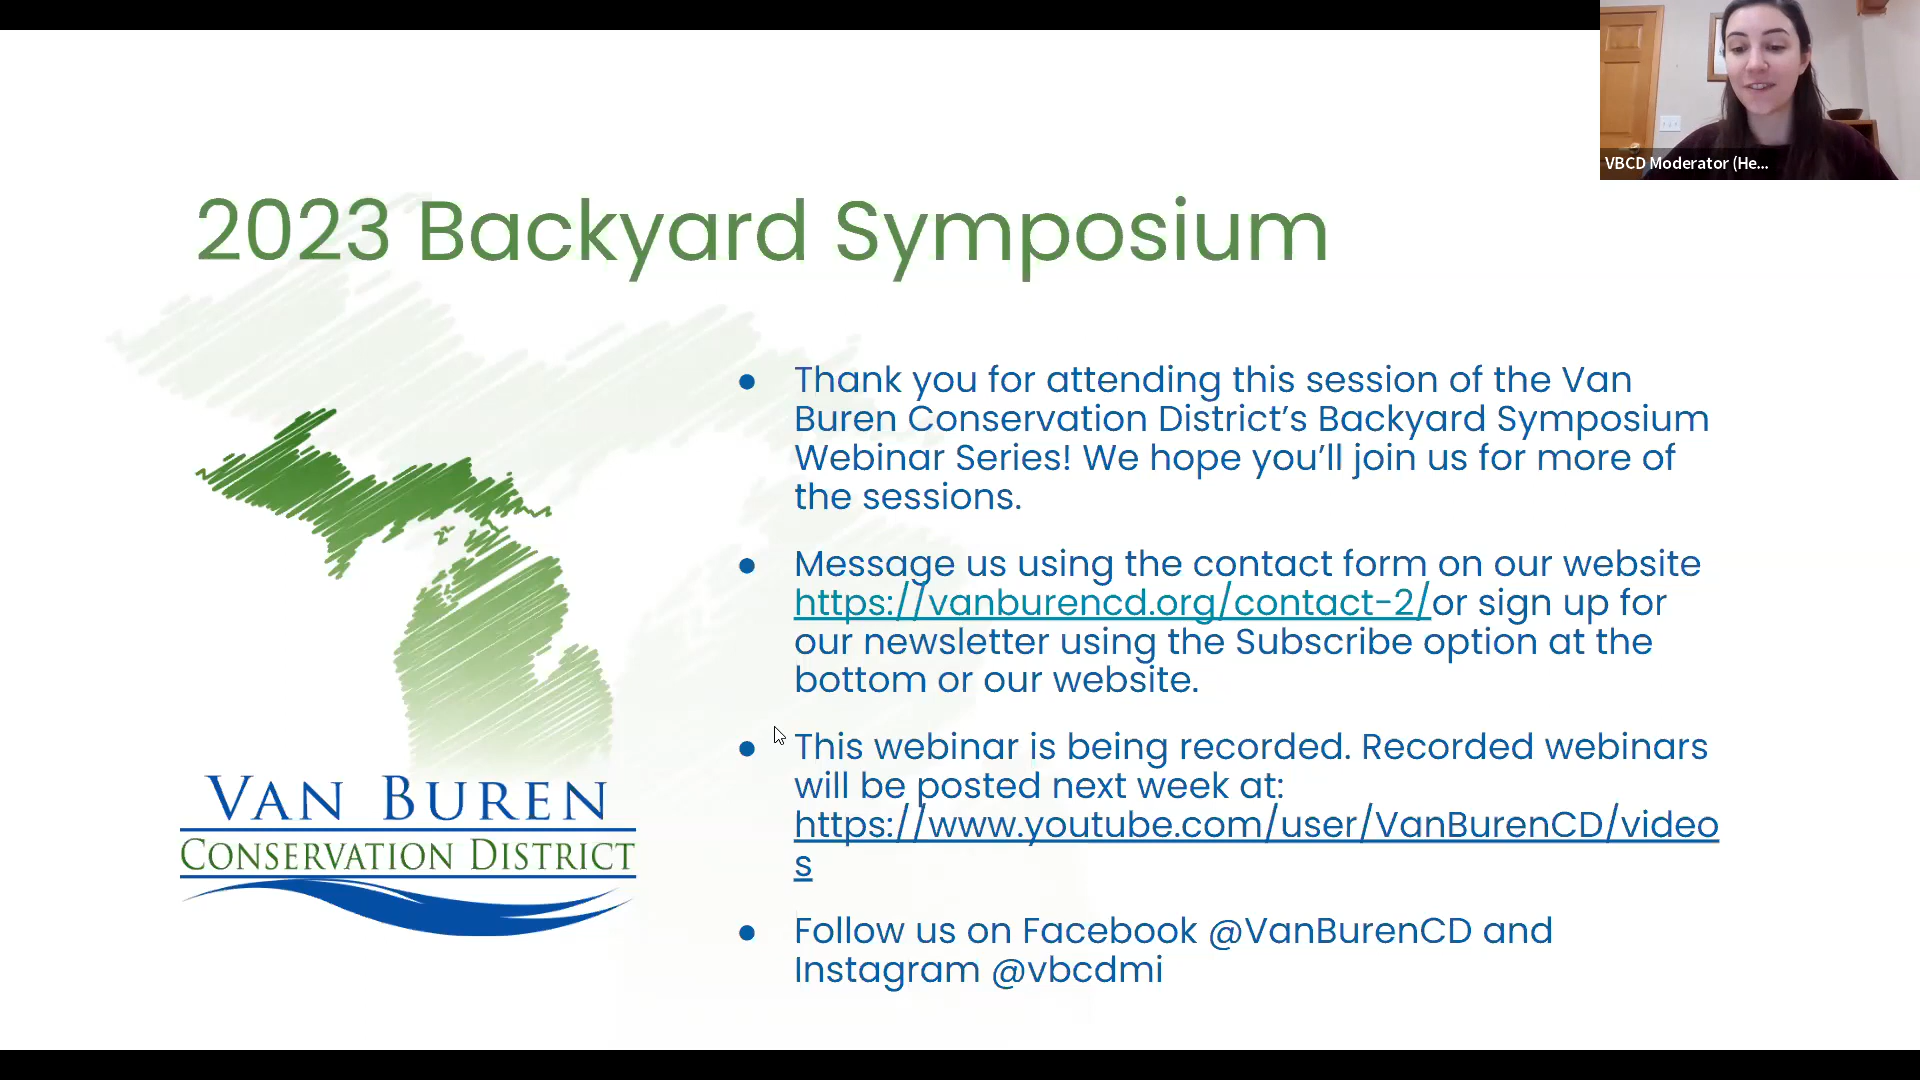 VBCD Moderator (He...
2023 Backyard Symposium
● Thank you for attending this session of the Van
Buren Conservation District’s Backyard Symposium
Webinar Series! We hope you’ll join us for more of
the sessions.
● Message us using the contact form on our website
https://vanburencd.org/contact-2/or sign up for
our newsletter using the Subscribe option at the
bottom or our website.
● This webinar is being recorded. Recorded webinars
will be posted next week at:
https://www.youtube.com/user/VanBurenCD/video
s
● Follow us on Facebook @VanBurenCD and
Instagram @vbcdmi
VAN BUREN
CONSERVATION DISTRICT